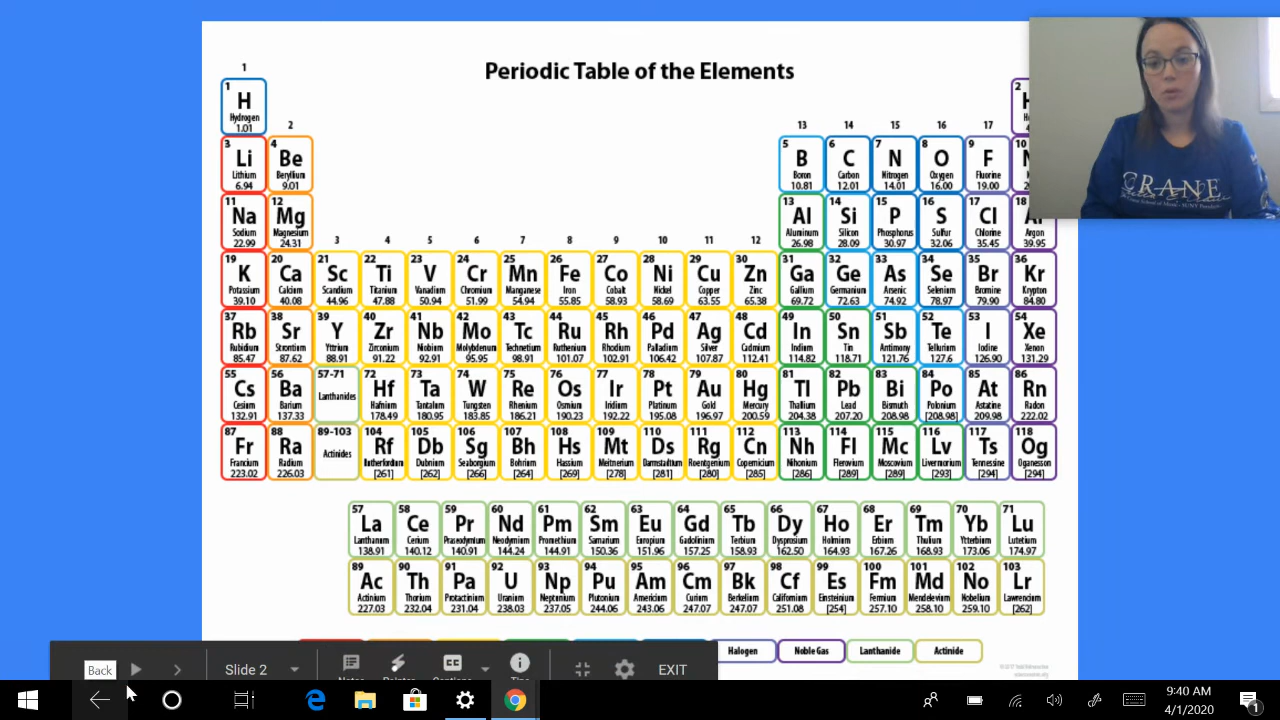 Periodic Table of the Elements
1
2
13 14 15 16 17
3 4 5 6 7 8 9 10 11 12
1 2
H
Hydrogen
1.01
3 4 5 6 7 8 9 10
Li Be B C N O F
Lithium Beryllium Boron Carbon Nitrogen Oxygen Fluorine
6.94 9.01 10.81 12.01 14.01 16.00 19.00
11 12 13 14 15 16 17 18
Na Mg Al Si P S Cl Ar
Sodium Magnesium Aluminum Silicon Phosphorus Sulfur Chlorine Argon
22.99 24.31 26.98 28.09 30.97 32.06 35.45 39.95
19 20 21 22 23 24 25 26 27 28 29 30 31 32 33 34 35 36
K Ca Sc Ti V Cr Mn Fe Co Ni Cu Zn Ga Ge As Se Br Kr
Potassium Calcium Scandium Titanium Vanadium Chromium Manganese Iron Cobalt Nickel Copper Zinc Gallium Germanium Arsenic Selenium Bromine Krypton
39.10 40.08 44.96 47.88 50.94 51.99 54.94 55.85 58.93 58.69 63.55 65.38 69.72 72.63 74.92 78.97 79.90 84.80
37 38 39 40 41 42 43 44 45 46 47 48 49 50 51 52 53 54
Rb Sr Y Zr Nb Mo Tc Ru Rh Pd Ag Cd In Sn Sb Te I Xe
Rubidium Strontium Yttrium Zirconium Niobium Molybdenum Technetium Ruthenium Rhodium Palladium Silver Cadmium Indium Tin Antimony Tellurium Iodine Xenon
85.47 87.62 88.91 91.22 92.91 95.95 98.91 101.07 102.91 106.42 107.87 112.41 114.82 118.71 121.76 127.6 126.90 131.29
55 56 57-71 72 73 74 75 76 77 78 79 80 81 82 83 84 85 86
Cs Ba Hf Ta W Re Os Ir Pt Au Hg Tl Pb Bi Po At Rn
Cesium Barium Lanthanides Hafnium Tantalum Tungsten Rhenium Osmium Iridium Platinum Gold Mercury Thallium Lead Bismuth Polonium Astatine Radon
132.91 137.33 178.49 180.95 183.85 186.21 190.23 192.22 195.08 196.97 200.59 204.38 207.20 208.98 [208.98] 209.98 222.02
87 88 89-103 104 105 106 107 108 109 110 111 112 113 114 115 116 117 118
Fr Ra Rf Db Sg Bh Hs Mt Ds Rg Cn Nh Fl Mc Lv Ts Og
Francium Radium Actinides Rutherfordium Dubnium Seaborgium Bohrium Hassium Meitnerium Darmstadtium Roentgenium Copernicium Nihonium Flerovium Moscovium Livermorium Tennessine Oganesson
223.02 226.03 [261] [262] [266] [264] [269] [278] [281] [280] [285] [286] [289] [289] [293] [294] [294]
57 58 59 60 61 62 63 64 65 66 67 68 69 70 71
La Ce Pr Nd Pm Sm Eu Gd Tb Dy Ho Er Tm Yb Lu
Lanthanum Cerium Praseodymium Neodymium Promethium Samarium Europium Gadolinium Terbium Dysprosium Holmium Erbium Thulium Ytterbium Lutetium
138.91 140.12 140.91 144.24 144.91 150.36 151.96 157.25 158.93 162.50 164.93 167.26 168.93 173.06 174.97
89 90 91 92 93 94 95 96 97 98 99 100 101 102 103
Ac Th Pa U Np Pu Am Cm Bk Cf Es Fm Md No Lr
Actinium Thorium Protactinium Uranium Neptunium Plutonium Americium Curium Berkelium Californium Einsteinium Fermium Mendelevium Nobelium Lawrencium
227.03 232.04 231.04 238.03 237.05 244.06 243.06 247.07 247.07 251.08 [254] 257.10 258.10 259.10 [262]
Halogen Noble Gas Lanthanide Actinide
CRANE
Back Slide 2 EXIT
9:40 AM
4/1/2020
1